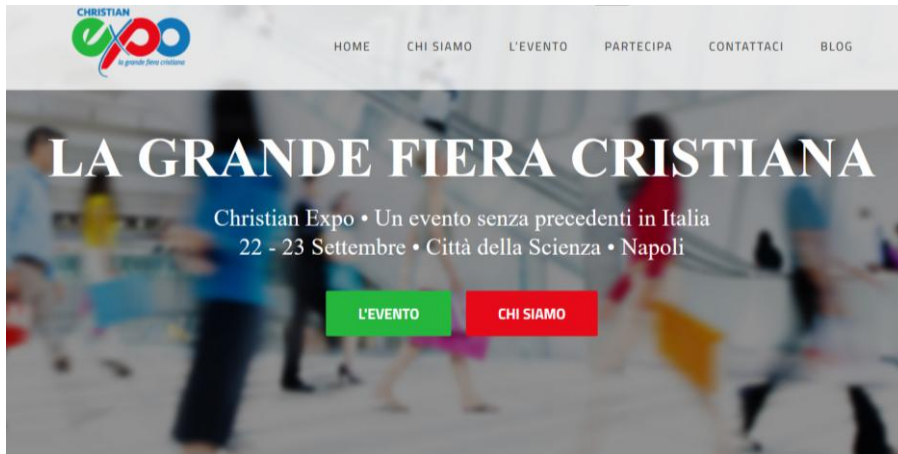 CHRISTIAN
expo
la grande fiera cristiana
HOME CHI SIAMO L'EVENTO PARTECIPA CONTATTACI BLOG
LA GRANDE FIERA CRISTIANA
Christian Expo • Un evento senza precedenti in Italia
22 - 23 Settembre • Città della Scienza • Napoli
L'EVENTO CHI SIAMO